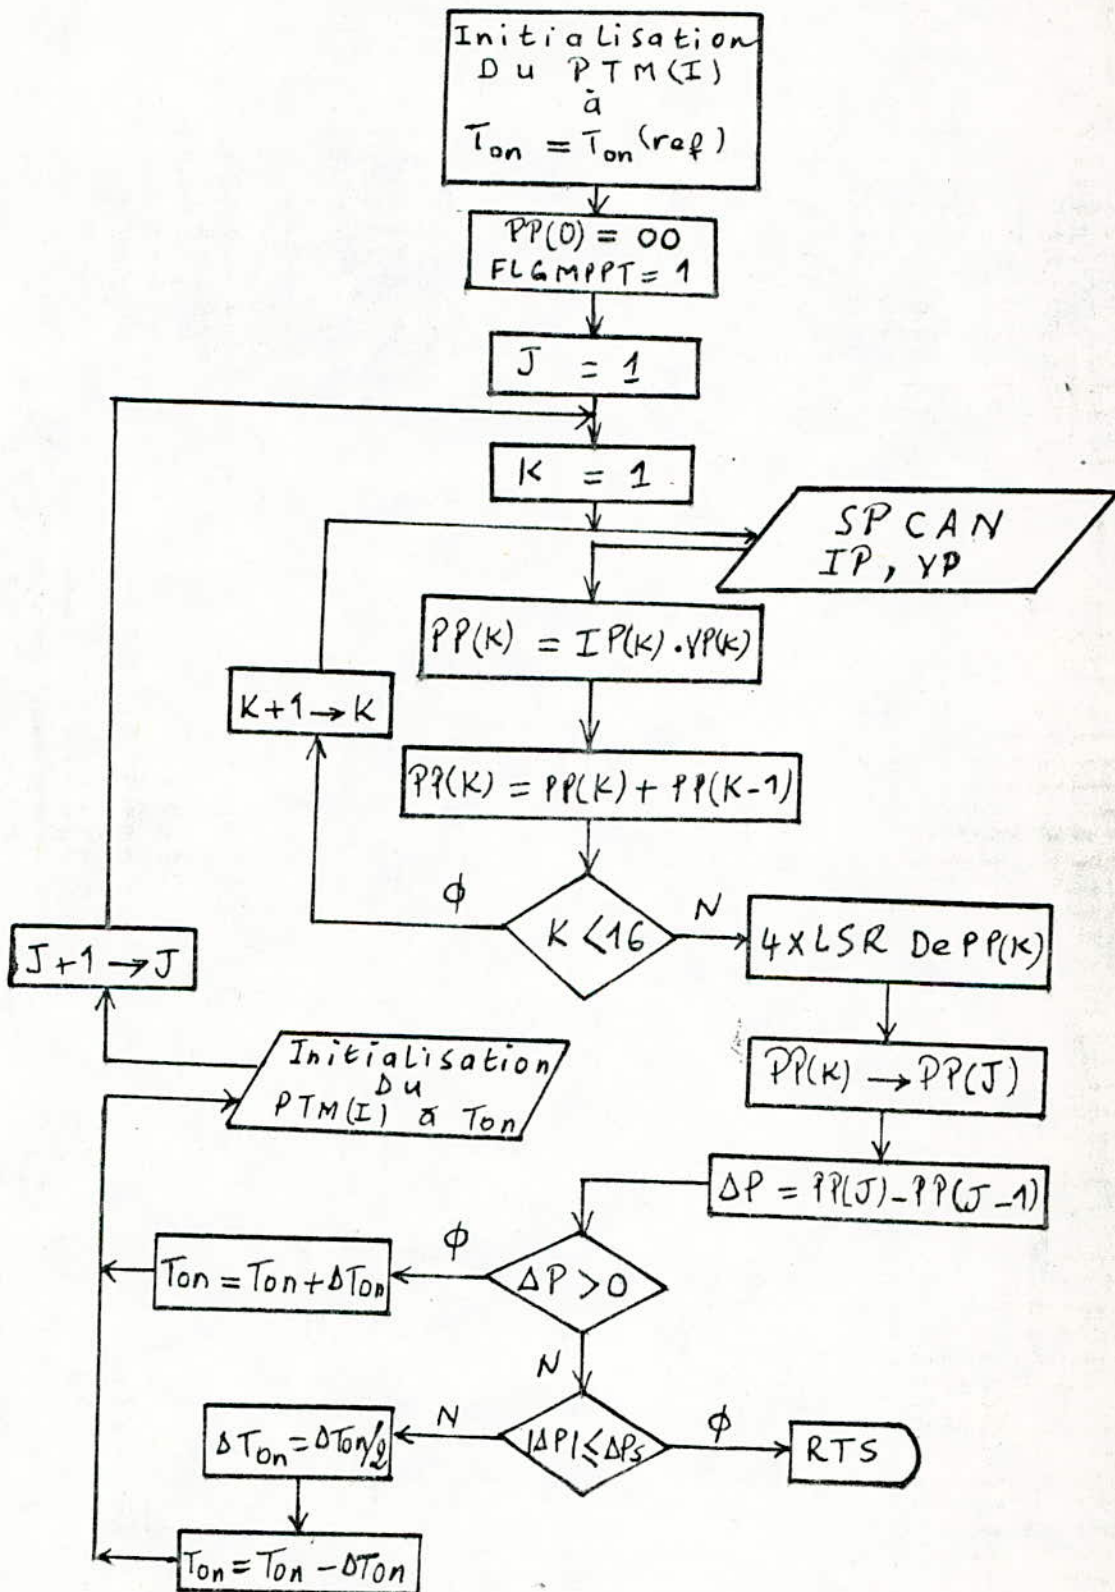 Initialisation
Du PTM(I)
à
Ton = Ton(ref)
PP(0) = 00
FLGMPPT = 1
J = 1
K = 1
SP CAN
IP, VP
PP(K) = IP(K).VP(K)
K+1→K
PP(K) = PP(K) + PP(K-1)
φ
K <16
N
4XLSR De PP(K)
J+1 → J
Initialisation
Du
PTM(I) à Ton
PP(K) → PP(J)
ΔP = PP(J)-PP(J-1)
Ton = Ton + ΔTon
φ
ΔP > 0
N
ΔTon = ΔTon/2
N
|ΔP| ≤ ΔPs
φ
RTS
Ton = Ton - ΔTon